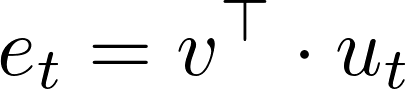 e_t = v^⊤ · u_t